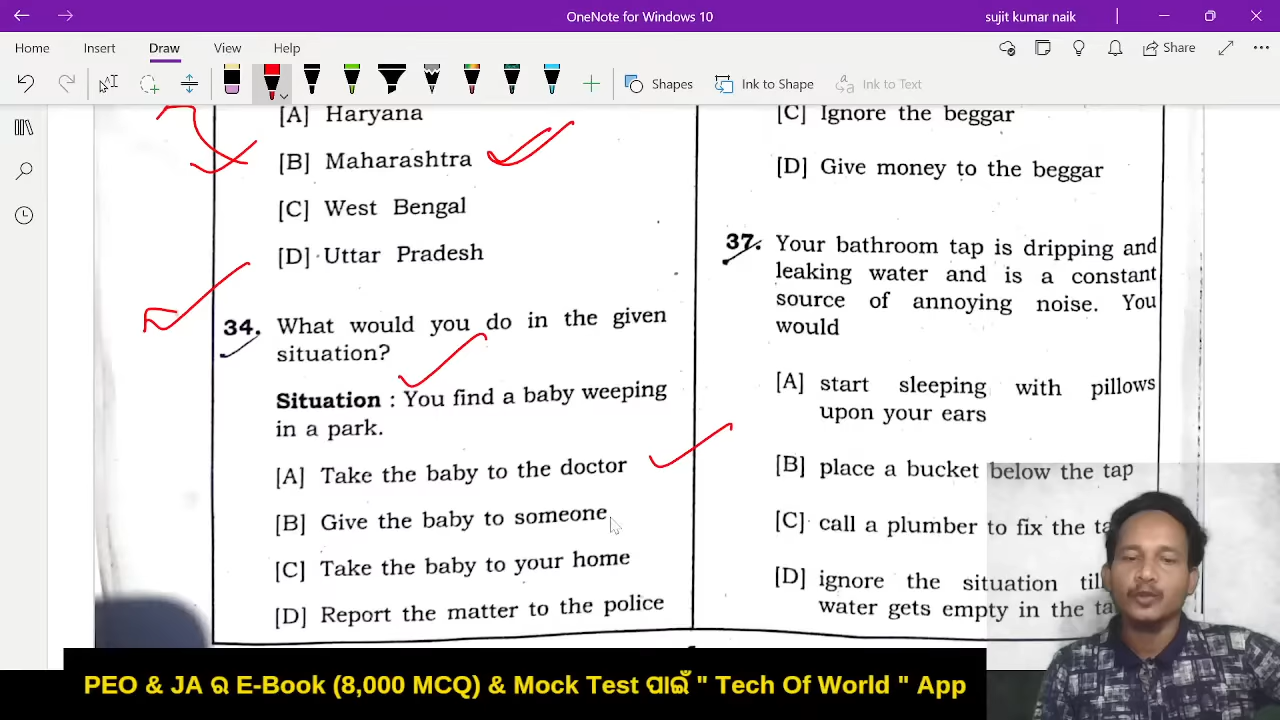 OneNote for Windows 10
sujit kumar naik
Home Insert Draw View Help
Share
Shapes Ink to Shape Ink to Text
[A] Haryana
[B] Maharashtra
[C] West Bengal
[D] Uttar Pradesh
34. What would you do in the given
situation?
Situation : You find a baby weeping
in a park.
[A] Take the baby to the doctor
[B] Give the baby to someone
[C] Take the baby to your home
[D] Report the matter to the police
[C] Ignore the beggar
[D] Give money to the beggar
37. Your bathroom tap is dripping and
leaking water and is a constant
source of annoying noise. You
would
[A] start sleeping with pillows
upon your ears
[B] place a bucket below the tap
[C] call a plumber to fix the
[D] ignore the situation
water gets empty in the
PEO & JA ର E-Book (8,000 MCQ) & Mock Test ପାଇଁ " Tech Of World " App